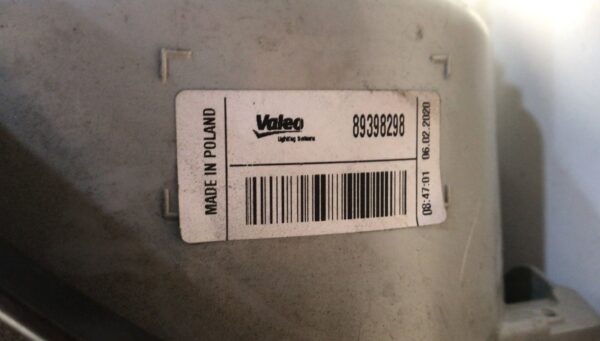 MADE IN POLAND
Valeo
Lighting Systems
89398298
08:47:01 06.02.2020